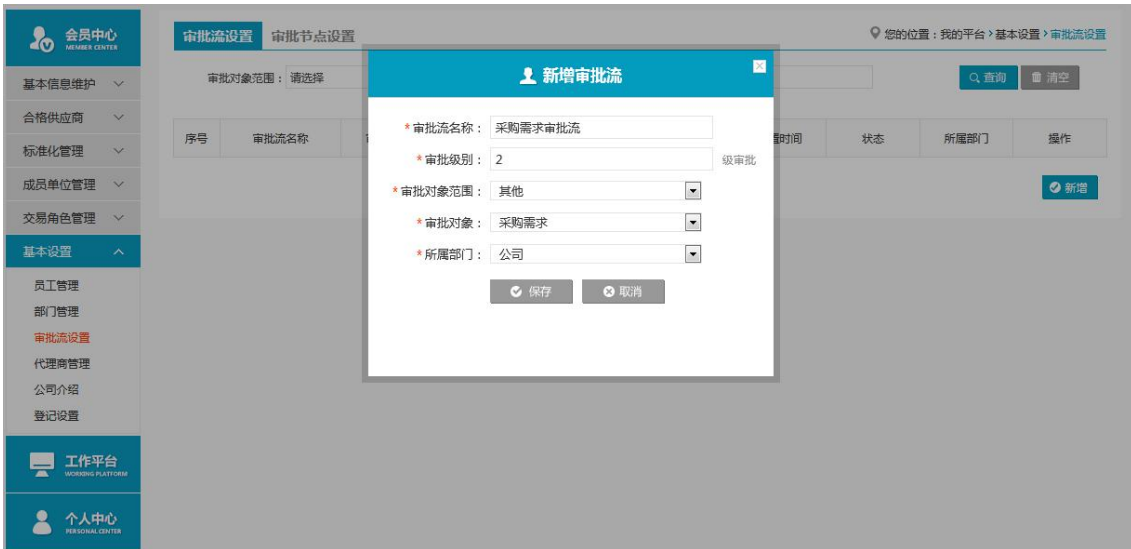 会员中心
MEMBER CENTER
基本信息维护
合格供应商
标准化管理
成员单位管理
交易角色管理
基本设置
员工管理
部门管理
审批流设置
代理商管理
公司介绍
登记设置
工作平台
WORKING PLATFORM
个人中心
PERSONAL CENTER
审批流设置 审批节点设置
您的位置：我的平台›基本设置›审批流设置
审批对象范围：请选择
查询 清空
序号 审批流名称 时间 状态 所属部门 操作
新增
新增审批流
*审批流名称：采购需求审批流
*审批级别：2 级审批
*审批对象范围：其他
*审批对象：采购需求
*所属部门：公司
保存 取消